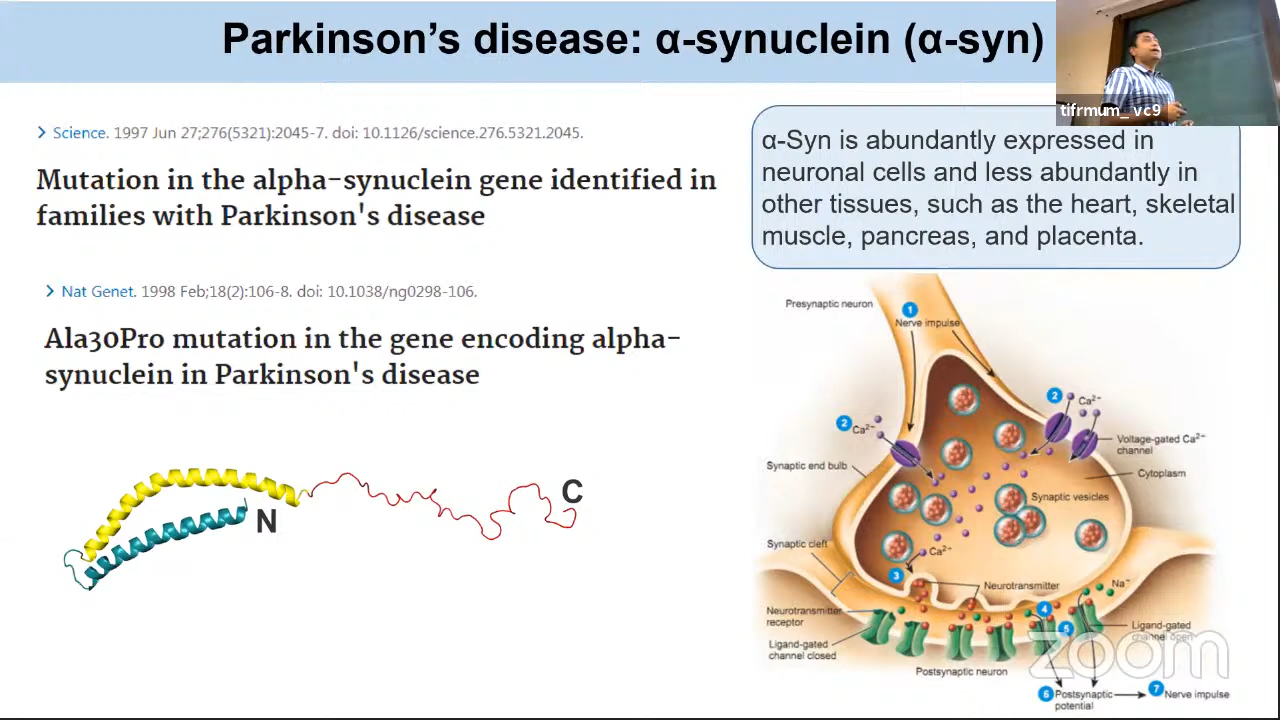 Parkinson’s disease: α-synuclein (α-syn)
tifrmum_ vc9
> Science. 1997 Jun 27;276(5321):2045-7. doi: 10.1126/science.276.5321.2045.
Mutation in the alpha-synuclein gene identified in
families with Parkinson's disease
> Nat Genet. 1998 Feb;18(2):106-8. doi: 10.1038/ng0298-106.
Ala30Pro mutation in the gene encoding alpha-
synuclein in Parkinson's disease
N
C
α-Syn is abundantly expressed in
neuronal cells and less abundantly in
other tissues, such as the heart, skeletal
muscle, pancreas, and placenta.
Presynaptic neuron
1
Nerve impulse
2
Ca²⁻
2
Ca²⁻
Voltage-gated Ca²⁻
channel
Synaptic end bulb
Cytoplasm
Synaptic vesicles
Synaptic cleft
Ca²⁻
3
Neurotransmitter
Na⁻
Neurotransmitter
receptor
4
5
Ligand-gated
channel open
Ligand-gated
channel closed
zoom
Postsynaptic neuron
6 Postsynaptic
potential
7 Nerve impulse